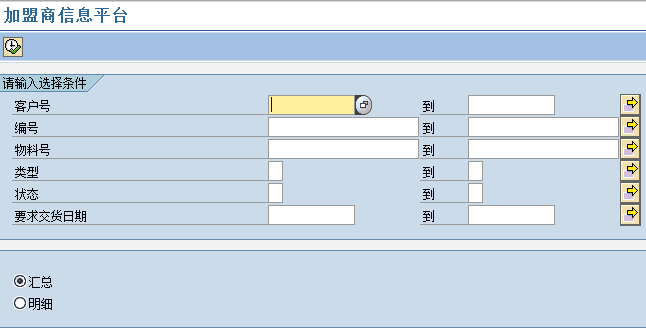 加盟商信息平台
请输入选择条件
客户号 到
编号 到
物料号 到
类型 到
状态 到
要求交货日期 到
汇总
明细